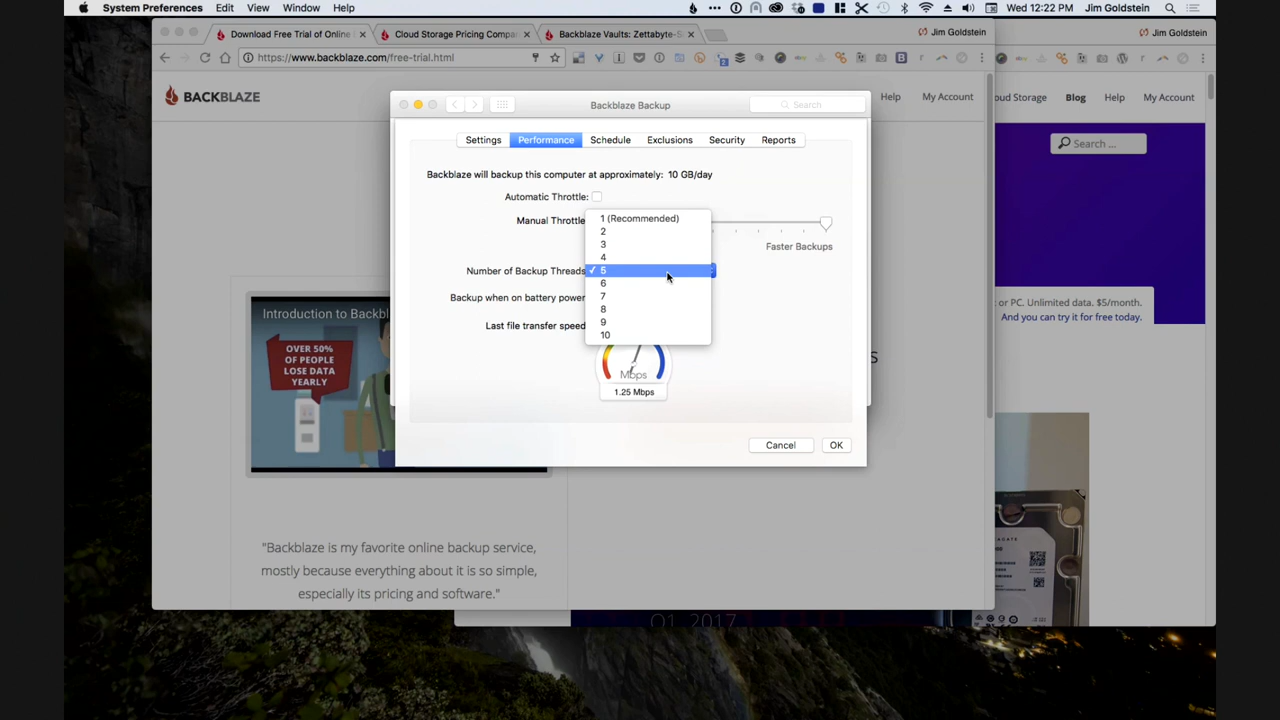 System Preferences Edit View Window Help
Wed 12:22 PM Jim Goldstein
Download Free Trial of Online
Cloud Storage Pricing Compa
Backblaze Vaults: Zettabyte-S
Jim Goldstein
Jim Goldstein
https://www.backblaze.com/free-trial.html
BACKBLAZE
Help
My Account
oud Storage
Blog
Help
My Account
Backblaze Backup
Search
Search ...
Settings
Performance
Schedule
Exclusions
Security
Reports
Backblaze will backup this computer at approximately: 10 GB/day
Automatic Throttle:
Manual Throttle
Faster Backups
Number of Backup Threads
1 (Recommended)
2
3
4
✓ 5
6
7
8
9
10
Backup when on battery power
Last file transfer speed
Mbps
1.25 Mbps
Cancel
OK
or PC. Unlimited data. $5/month.
And you can try it for free today.
Introduction to Backbl
OVER 50%
OF PEOPLE
LOSE DATA
YEARLY
S
"Backblaze is my favorite online backup service,
mostly because everything about it is so simple,
especially its pricing and software."
Q1 2017